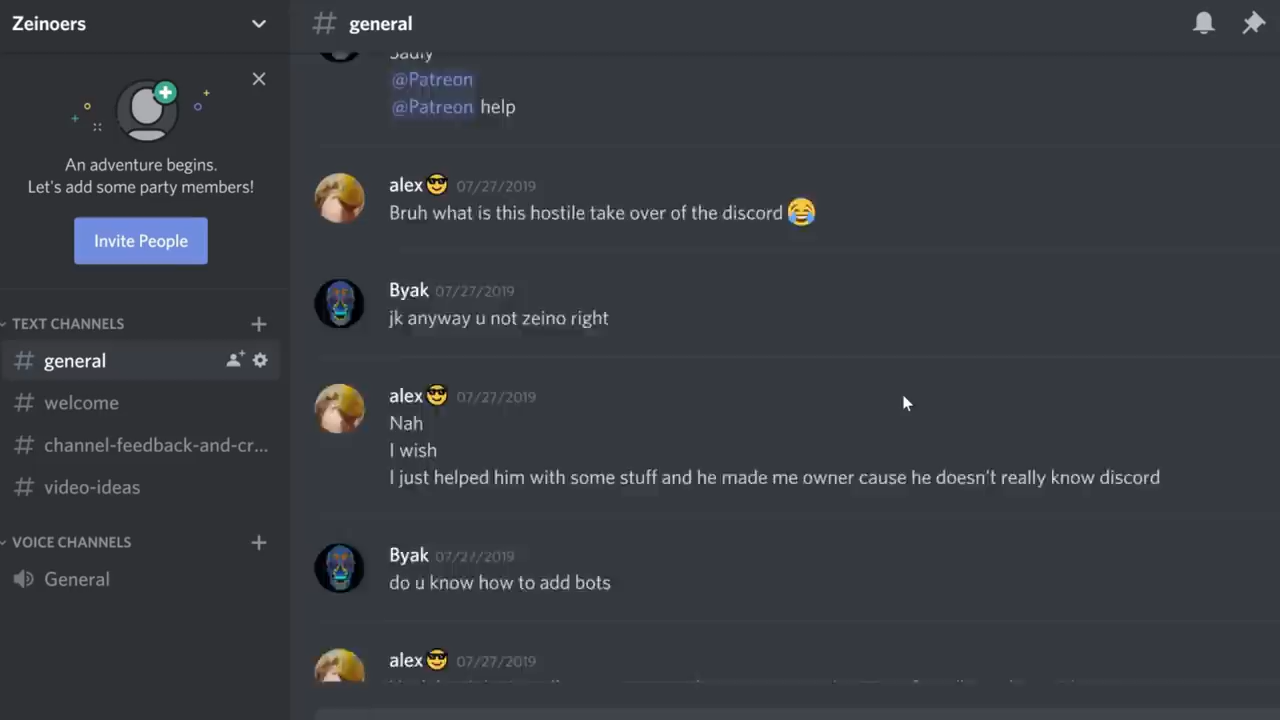 Zeinoers
general
An adventure begins.
Let's add some party members!
Invite People
TEXT CHANNELS
general
welcome
channel-feedback-and-cr...
video-ideas
VOICE CHANNELS
General
Sadly
@Patreon
@Patreon help
alex😎 07/27/2019
Bruh what is this hostile take over of the discord 😂
Byak 07/27/2019
jk anyway u not zeino right
alex😎 07/27/2019
Nah
I wish
I just helped him with some stuff and he made me owner cause he doesn't really know discord
Byak 07/27/2019
do u know how to add bots
alex😎 07/27/2019